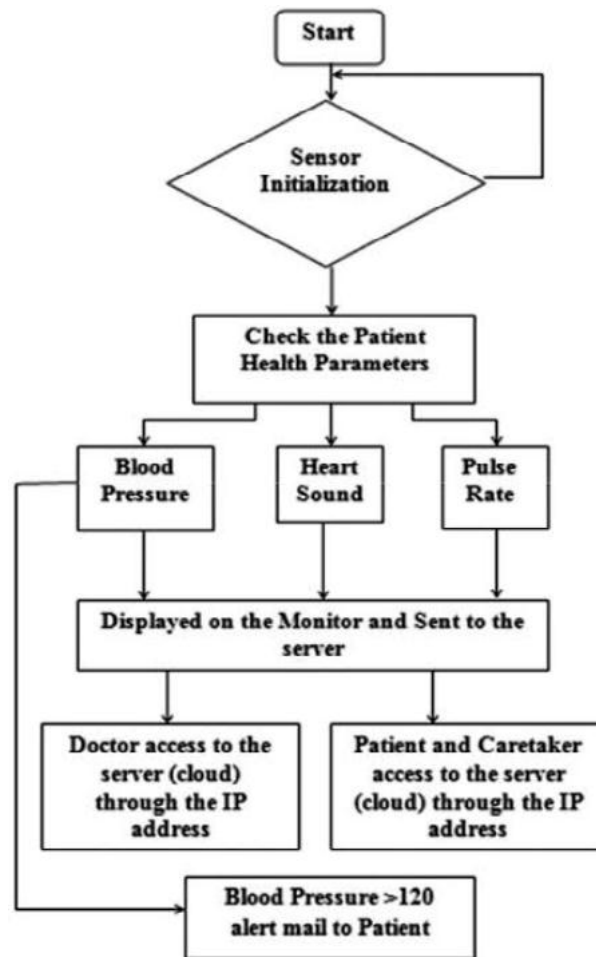 Start
Sensor
Initialization
Check the Patient
Health Parameters
Blood
Pressure
Heart
Sound
Pulse
Rate
Displayed on the Monitor and Sent to the
server
Doctor access to the
server (cloud)
through the IP
address
Patient and Caretaker
access to the server
(cloud) through the IP
address
Blood Pressure >120
alert mail to Patient